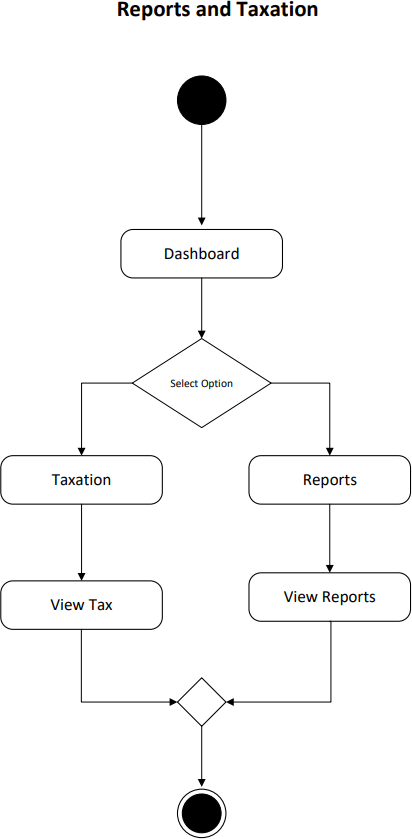 Reports and Taxation
Dashboard
Select Option
Taxation
Reports
View Tax
View Reports